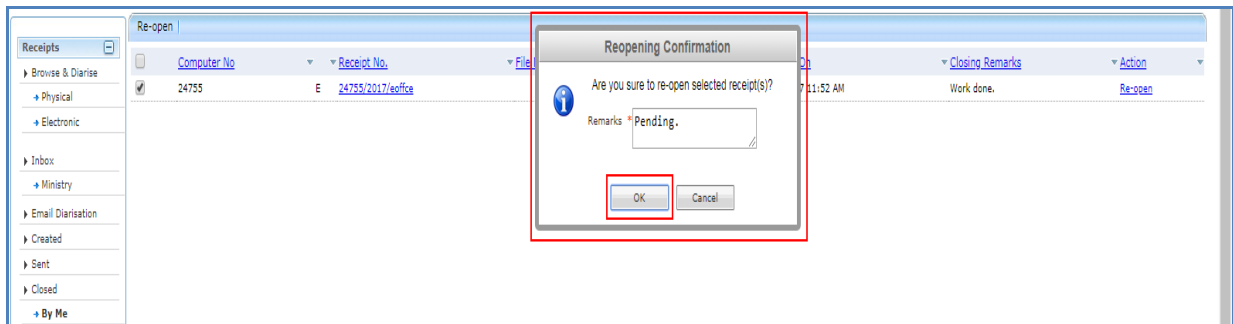 Re-open
Receipts
Browse & Diarise
Physical
Electronic
Inbox
Ministry
Email Diarisation
Created
Sent
Closed
By Me
Computer No Receipt No. Closing Remarks Action
24755 E 24755/2017/eoffce 11:52 AM Work done. Re-open
Reopening Confirmation
Are you sure to re-open selected receipt(s)?
Remarks * Pending.
OK Cancel